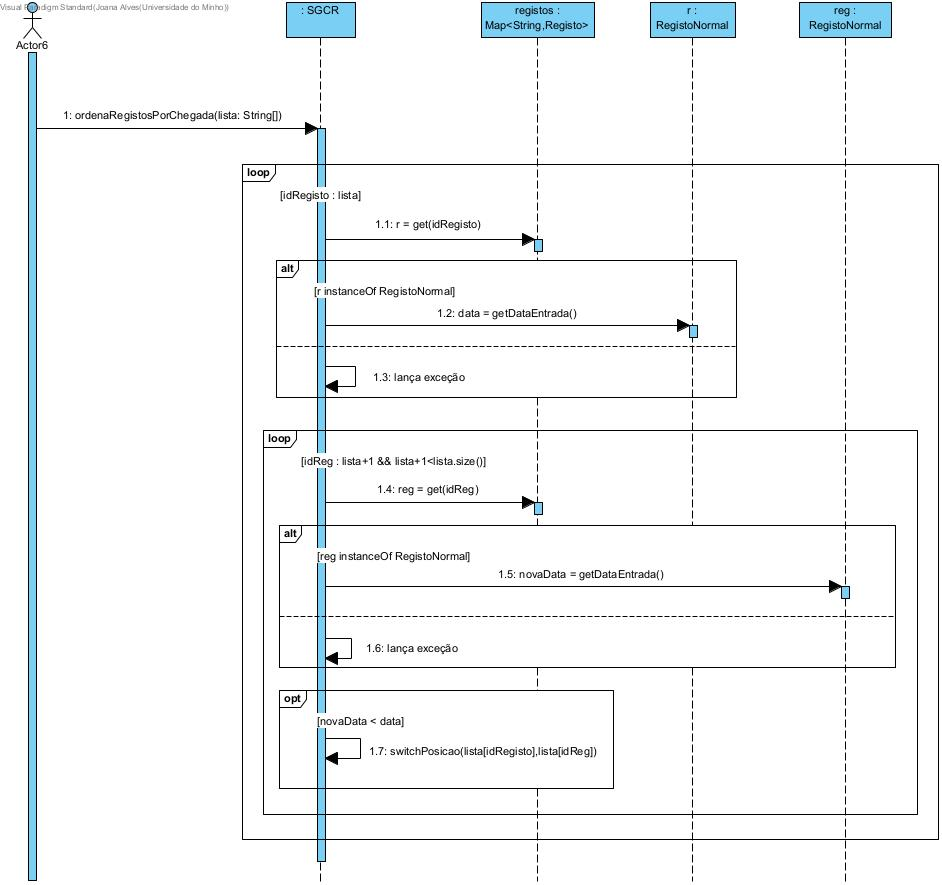 Visual Paradigm Standard(Joana Alves(Universidade do Minho))
Actor6
: SGCR
registos :
Map<String,Registo>
r :
RegistoNormal
reg :
RegistoNormal
1: ordenaRegistosPorChegada(lista: String[])
loop
[idRegisto : lista]
1.1: r = get(idRegisto)
alt
[r instanceOf RegistoNormal]
1.2: data = getDataEntrada()
1.3: lança exceção
loop
[idReg : lista+1 && lista+1<lista.size()]
1.4: reg = get(idReg)
alt
[reg instanceOf RegistoNormal]
1.5: novaData = getDataEntrada()
1.6: lança exceção
opt
[novaData < data]
1.7: switchPosicao(lista[idRegisto],lista[idReg])